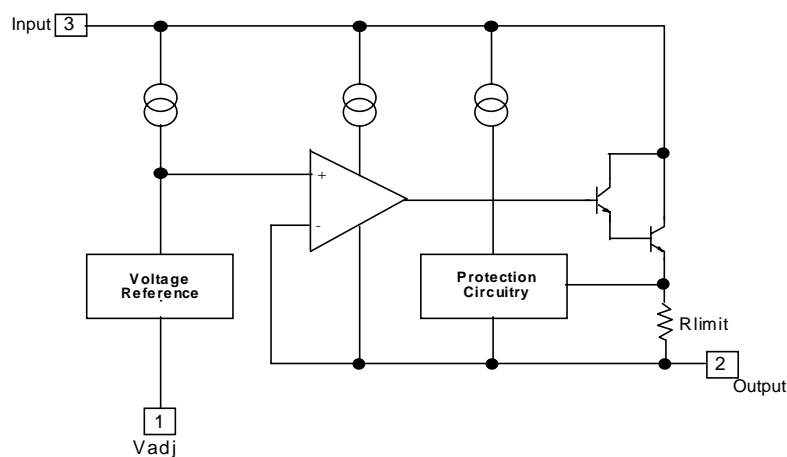 Input 3
+
-
Voltage
Reference
Protection
Circuitry
Rlimit
2
Output
1
Vadj